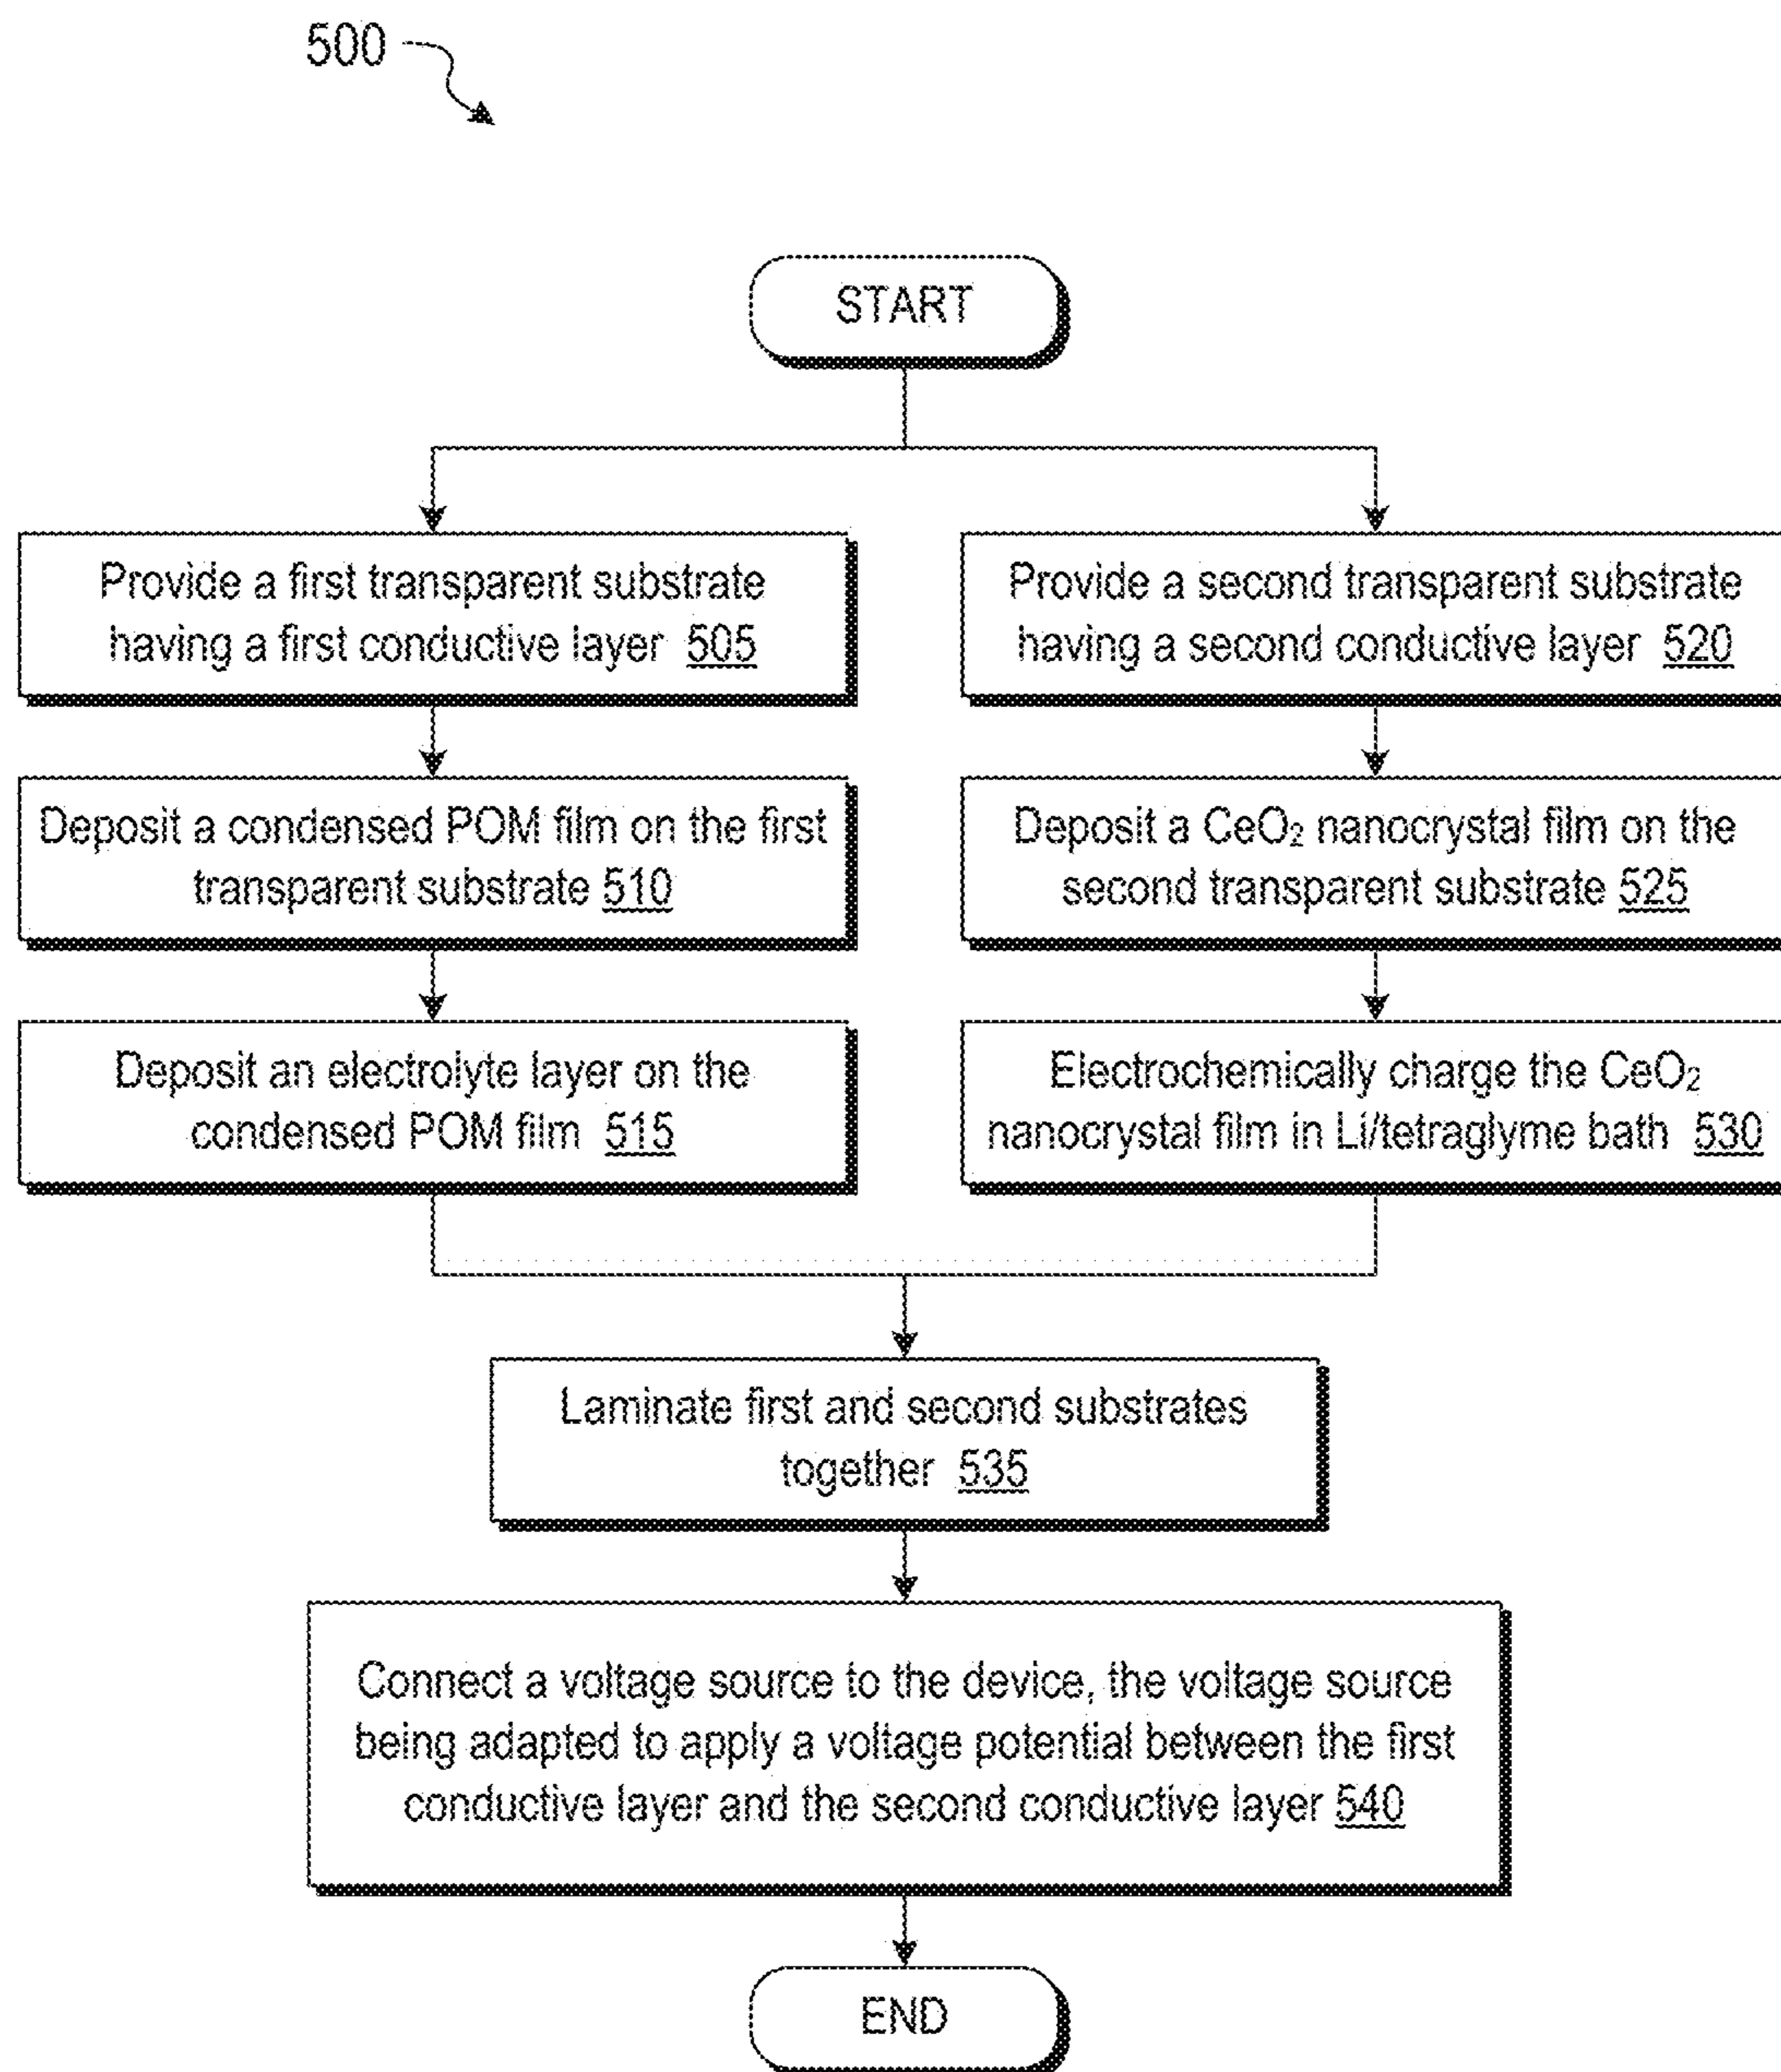 500
START
Provide a first transparent substrate
having a first conductive layer 505
Deposit a condensed POM film on the first
transparent substrate 510
Deposit an electrolyte layer on the
condensed POM film 515
Provide a second transparent substrate
having a second conductive layer 520
Deposit a CeO₂ nanocrystal film on the
second transparent substrate 525
Electrochemically charge the CeO₂
nanocrystal film in Li/tetraglyme bath 530
Laminate first and second substrates
together 535
Connect a voltage source to the device, the voltage source
being adapted to apply a voltage potential between the first
conductive layer and the second conductive layer 540
END